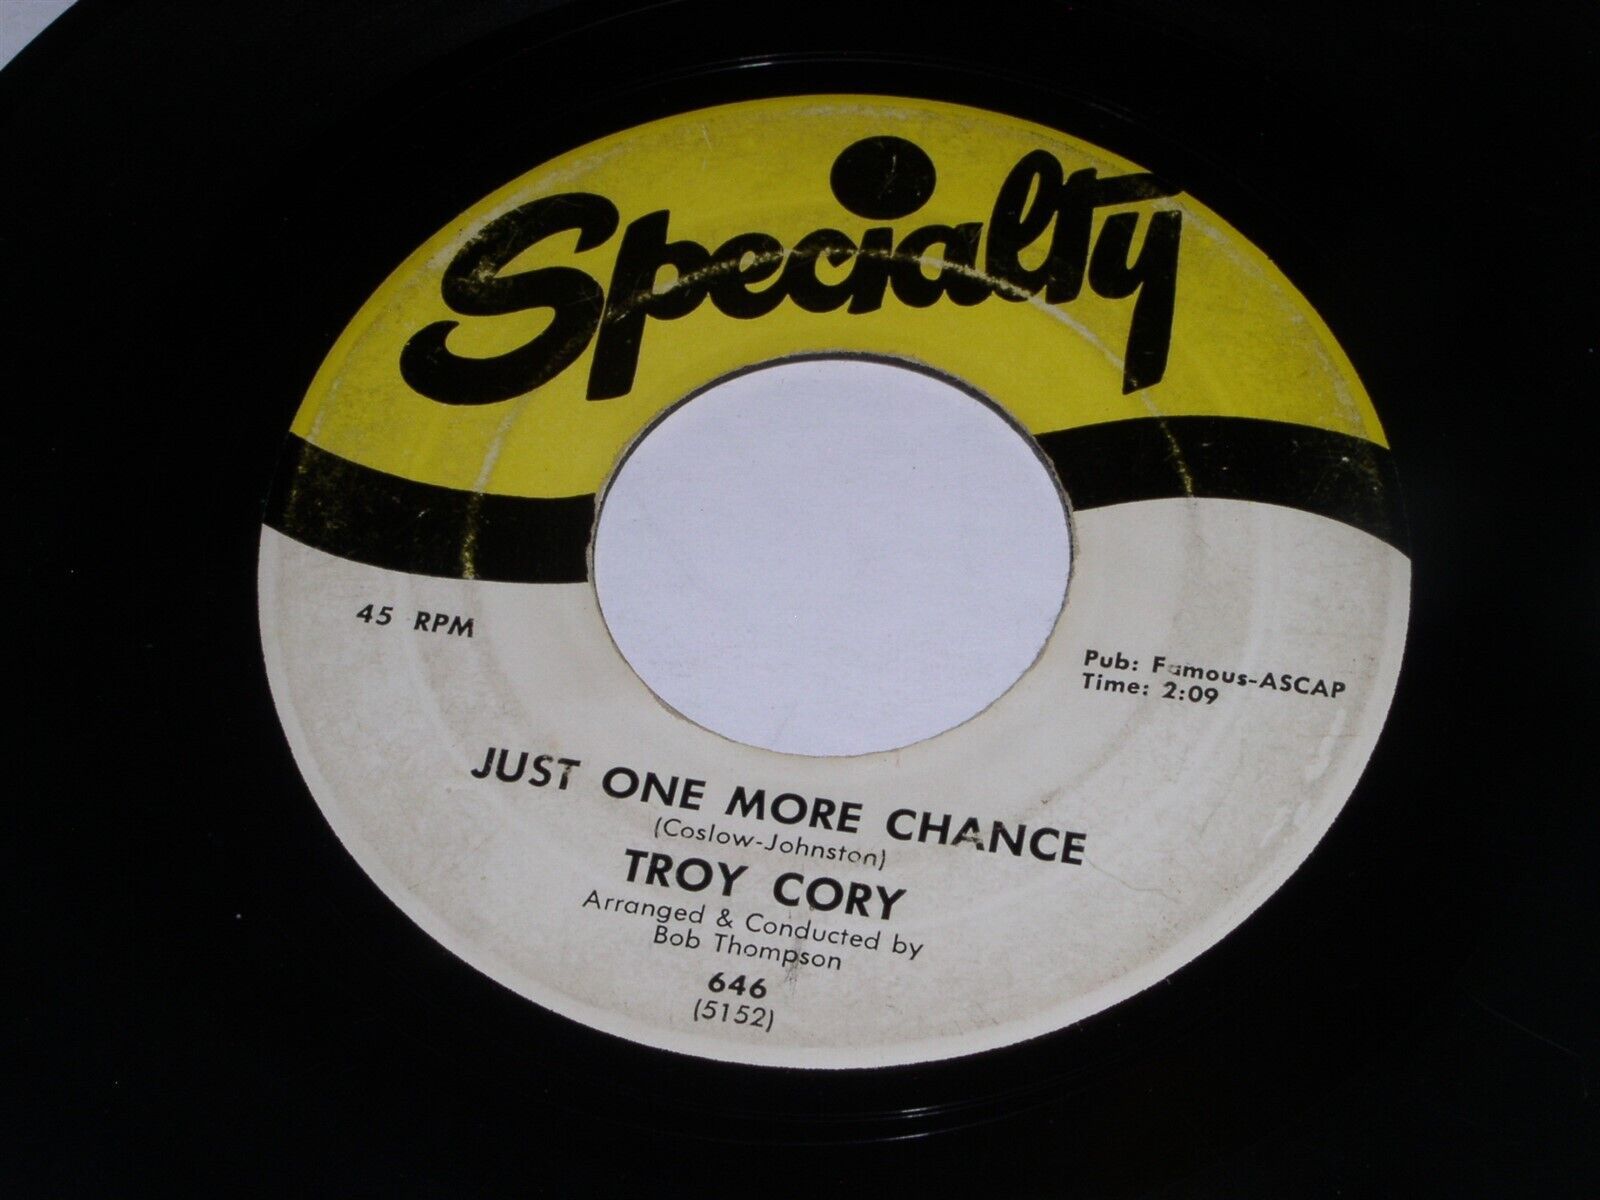 Specialty
45 RPM
Pub: Famous-ASCAP
Time: 2:09
JUST ONE MORE CHANCE
(Coslow-Johnston)
TROY CORY
Arranged & Conducted by
Bob Thompson
646
(5152)